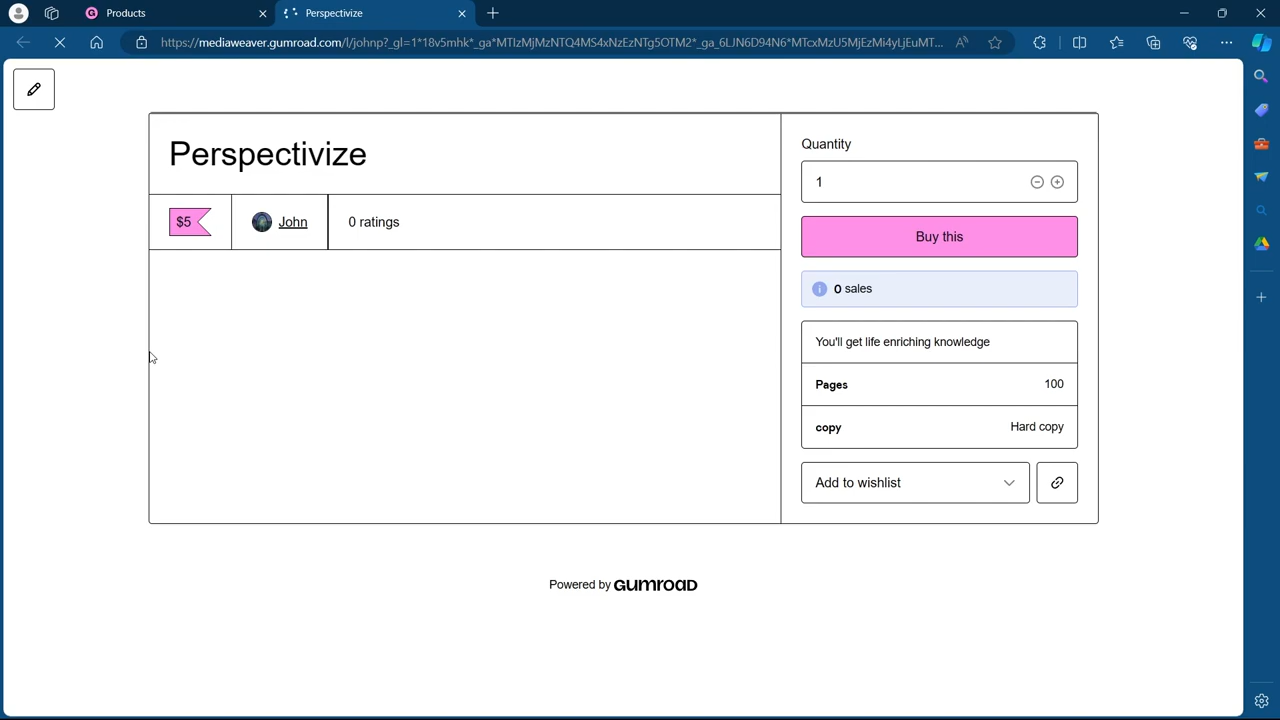 Products
Perspectivize
https://mediaweaver.gumroad.com/l/johnp?_gl=1*18v5mhk*_ga*MTIzMjMzNTQ4MS4xNzEzNTg5OTM2*_ga_6LJN6D94N6*MTcxMzU5MjEzMi4yLjEuMT...
Perspectivize
$5
John
0 ratings
Quantity
1
Buy this
0 sales
You'll get life enriching knowledge
Pages 100
copy Hard copy
Add to wishlist
Powered by GUMROAD